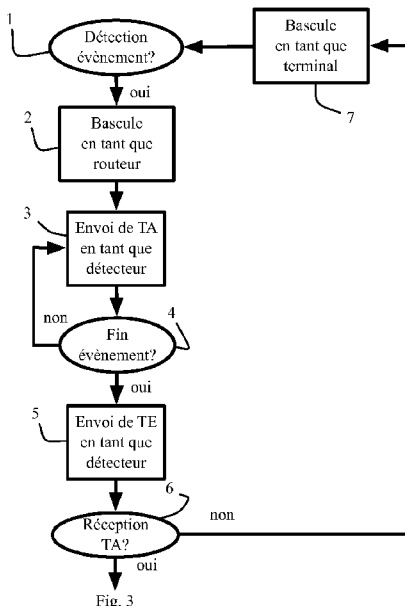 1
Détection
évènement?
oui
Bascule
en tant que
terminal
7
2
Bascule
en tant que
routeur
3
Envoi de TA
en tant que
détecteur
non
4
Fin
évènement?
oui
5
Envoi de TE
en tant que
détecteur
6
Réception
TA?
non
oui
Fig. 3